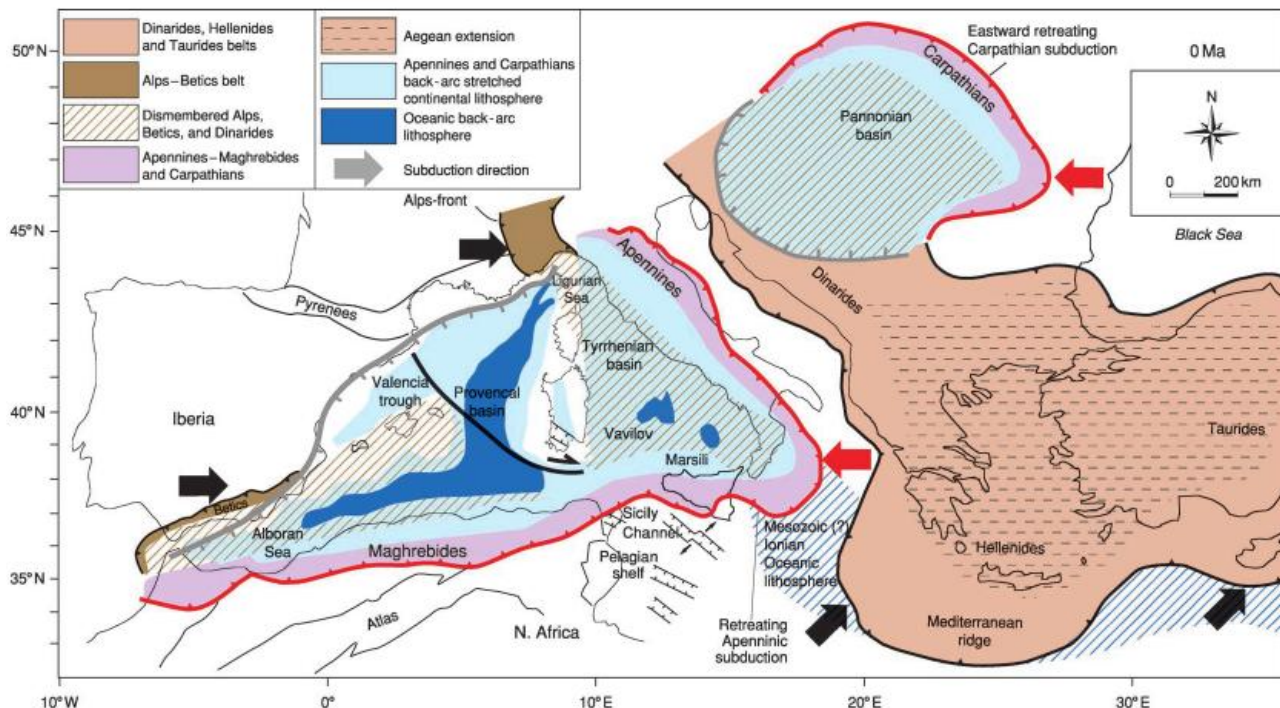 Dinarides, Hellenides
and Taurides belts
Alps–Betics belt
Dismembered Alps,
Betics, and Dinarides
Apennines–Maghrebides
and Carpathians
Aegean extension
Apennines and Carpathians
back-arc stretched
continental lithosphere
Oceanic back-arc
lithosphere
Subduction direction
Eastward retreating
Carpathian subduction
0 Ma
N
0 200 km
Black Sea
50°N
45°N
40°N
35°N
Carpathians
Pannonian
basin
Alps-front
Apennines
Ligurian
Sea
Dinarides
Pyrenees
Tyrrhenian
basin
Valencia
trough
Provencal
basin
Iberia
Vavilov
Marsili
Taurides
Betics
Alboran
Sea
Maghrebides
Sicily
Channel
Pelagian
shelf
Mesozoic (?)
Ionian
Oceanic
lithosphere
Hellenides
Atlas
N. Africa
Retreating
Apenninic
subduction
Mediterranean
ridge
10°W
0°
10°E
20°E
30°E